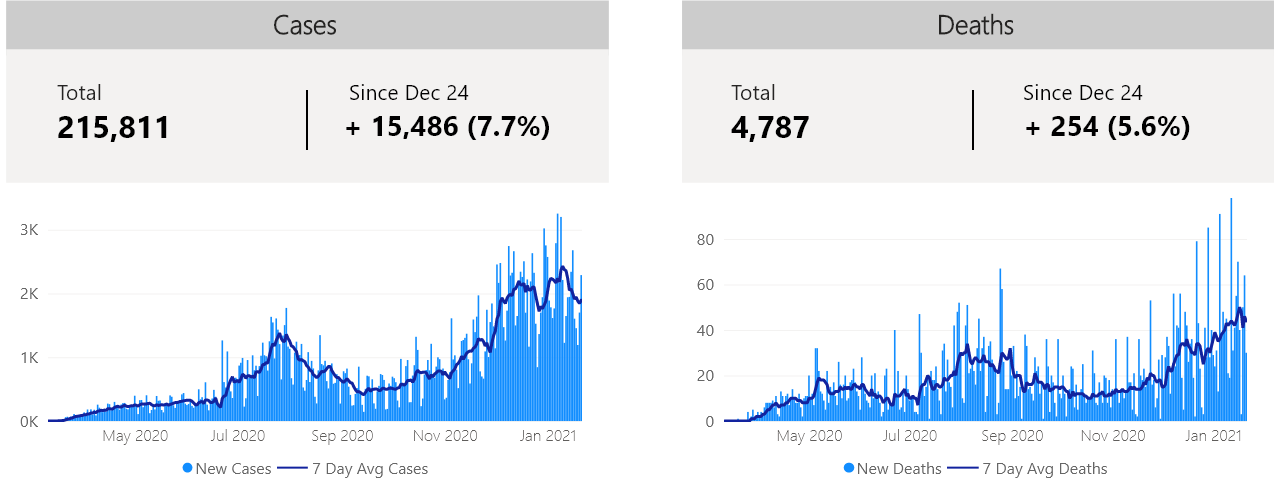 Cases
Total
Since Dec 24
215,811
+ 15,486 (7.7%)
3K
2K
1K
0K
May 2020
Jul 2020
Sep 2020
Nov 2020
Jan 2021
New Cases
7 Day Avg Cases
Deaths
Total
Since Dec 24
4,787
+ 254 (5.6%)
80
60
40
20
0
May 2020
Jul 2020
Sep 2020
Nov 2020
Jan 2021
New Deaths
7 Day Avg Deaths